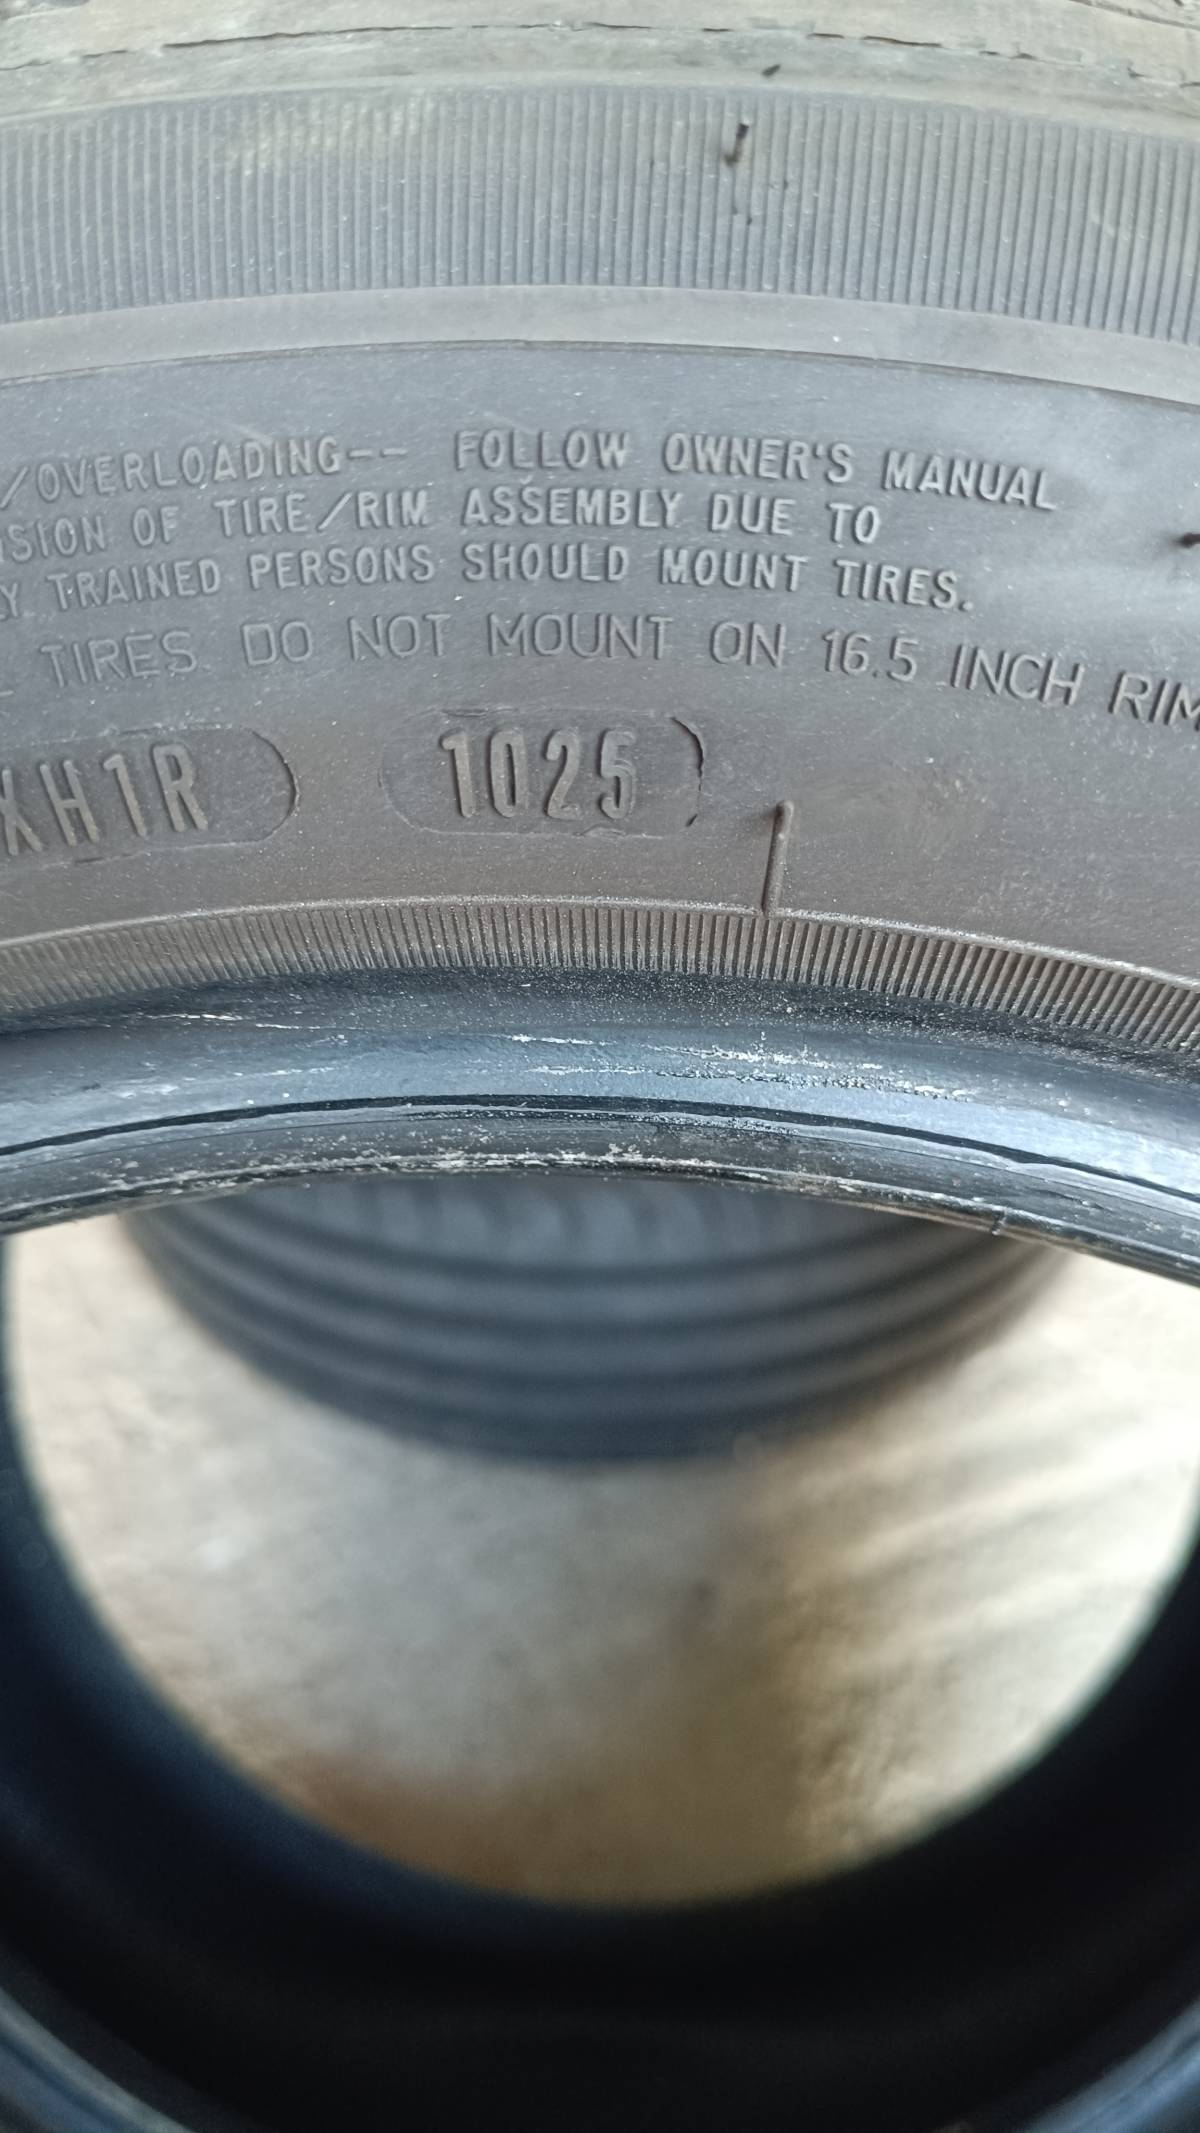 /OVERLOADING-- FOLLOW OWNER'S MANUAL
SION OF TIRE/RIM ASSEMBLY DUE TO
Y TRAINED PERSONS SHOULD MOUNT TIRES.
TIRES. DO NOT MOUNT ON 16.5 INCH RIM
XH1R 1025